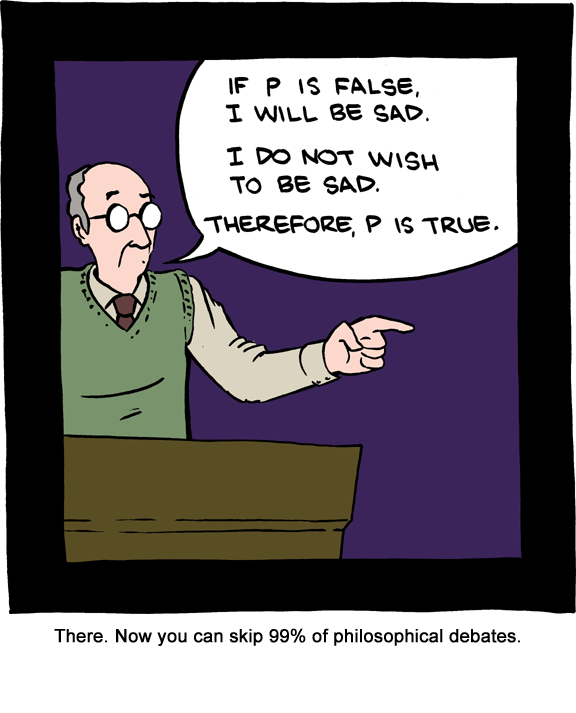 IF P IS FALSE,
I WILL BE SAD.
I DO NOT WISH
TO BE SAD.
THEREFORE, P IS TRUE.
There. Now you can skip 99% of philosophical debates.